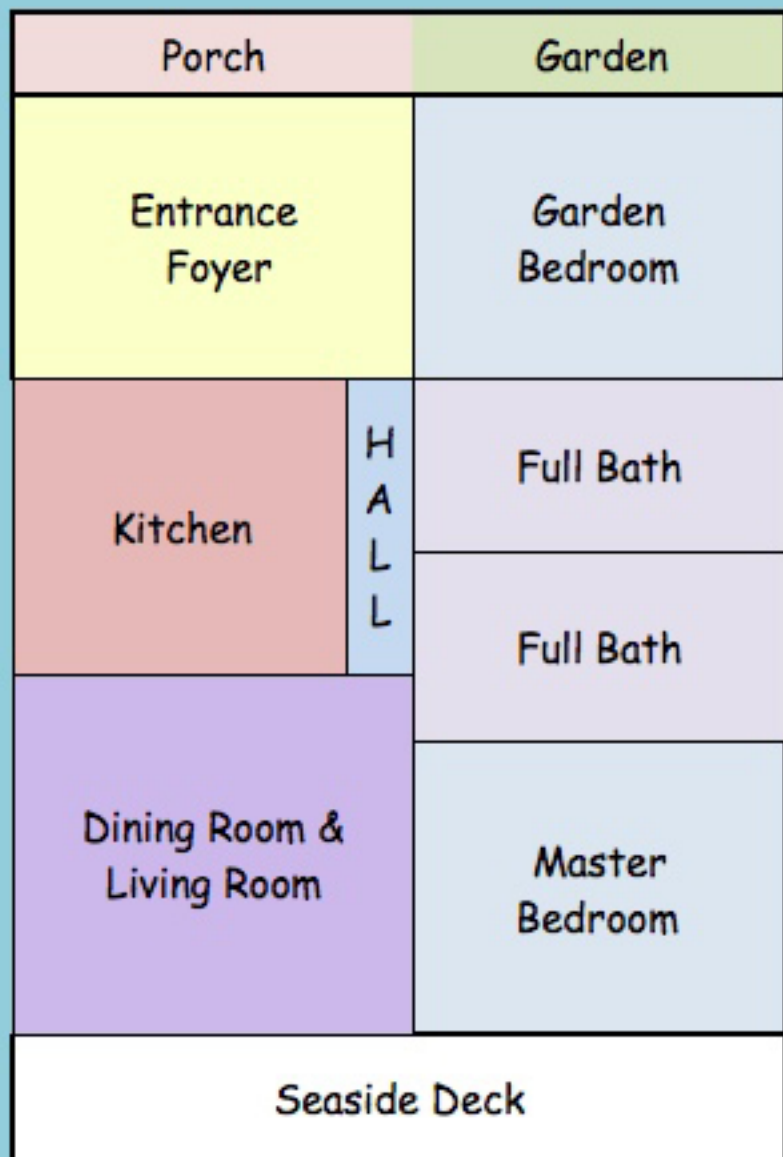 Porch
Garden
Entrance
Foyer
Garden
Bedroom
Kitchen
H
A
L
L
Full Bath
Full Bath
Dining Room &
Living Room
Master
Bedroom
Seaside Deck